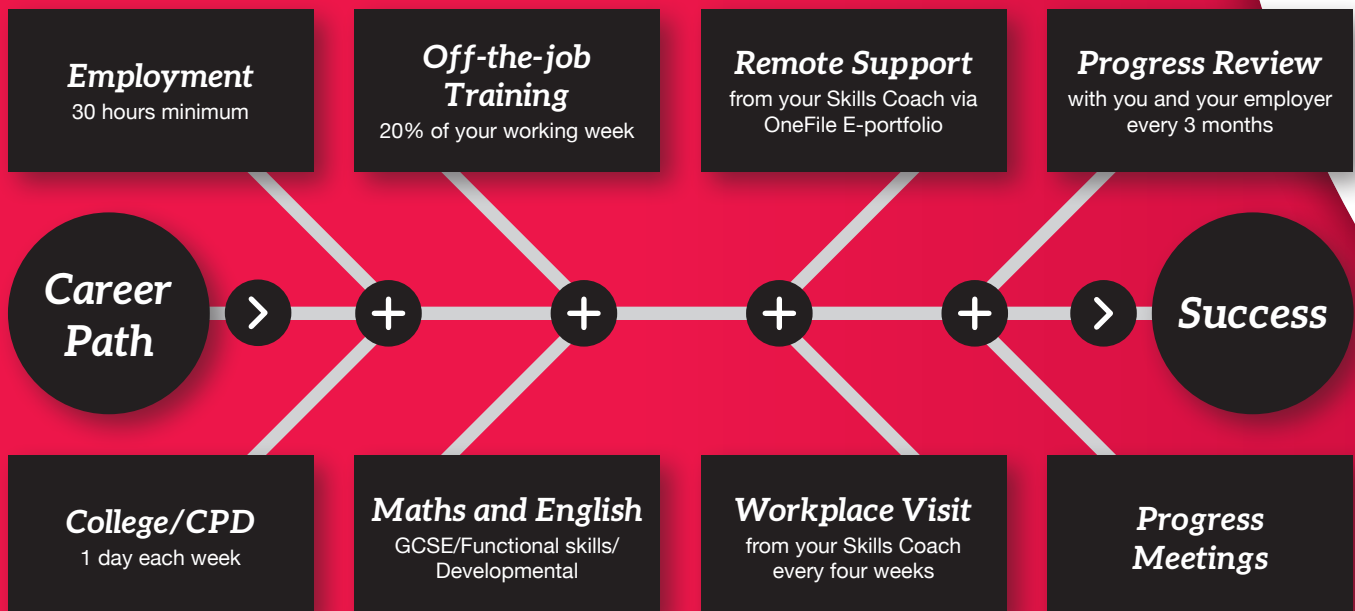 Employment
30 hours minimum
Off-the-job
Training
20% of your working week
Remote Support
from your Skills Coach via
OneFile E-portfolio
Progress Review
with you and your employer
every 3 months
Career
Path
Success
College/CPD
1 day each week
Maths and English
GCSE/Functional skills/
Developmental
Workplace Visit
from your Skills Coach
every four weeks
Progress
Meetings